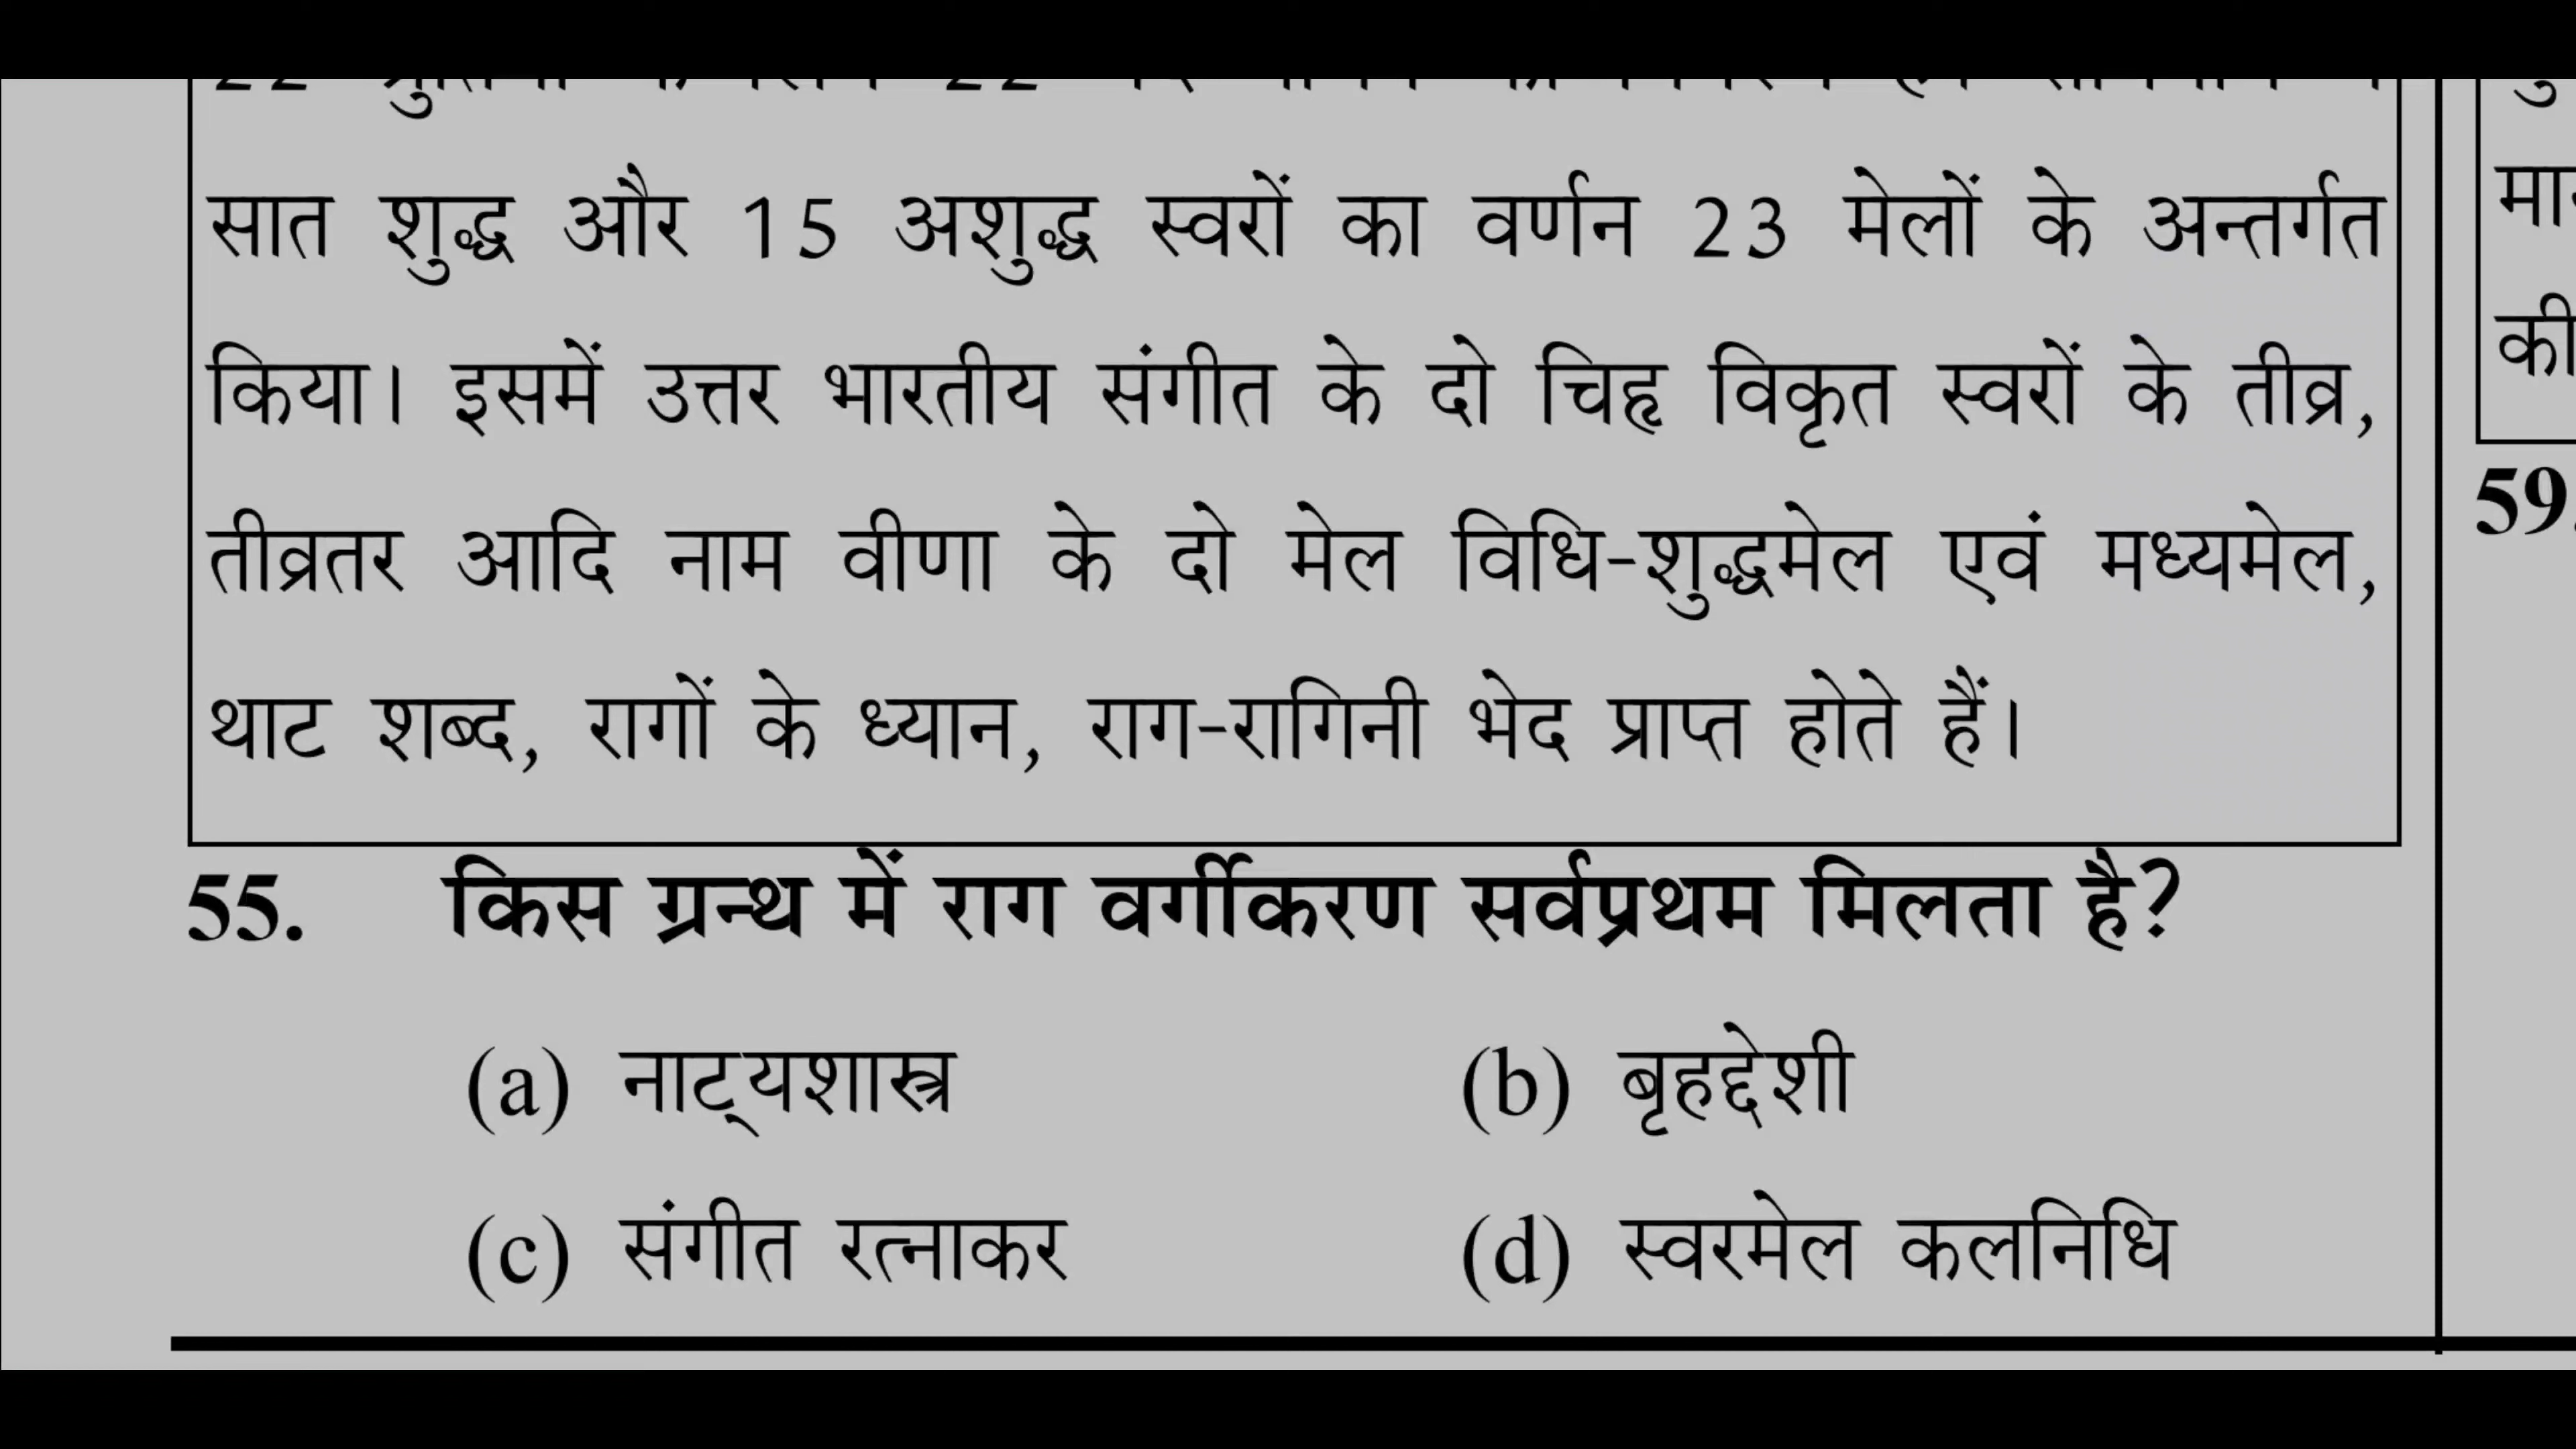 सात शुद्ध और 15 अशुद्ध स्वरों का वर्णन 23 मेलों के अन्तर्गत
किया। इसमें उत्तर भारतीय संगीत के दो चिह्न विकृत स्वरों के तीव्र,
तीव्रतर आदि नाम वीणा के दो मेल विधि-शुद्धमेल एवं मध्यमेल,
थाट शब्द, रागों के ध्यान, राग-रागिनी भेद प्राप्त होते हैं।
55. किस ग्रन्थ में राग वर्गीकरण सर्वप्रथम मिलता है?
(a) नाट्यशास्त्र (b) बृहद्देशी
(c) संगीत रत्नाकर (d) स्वरमेल कलनिधि
की
59.